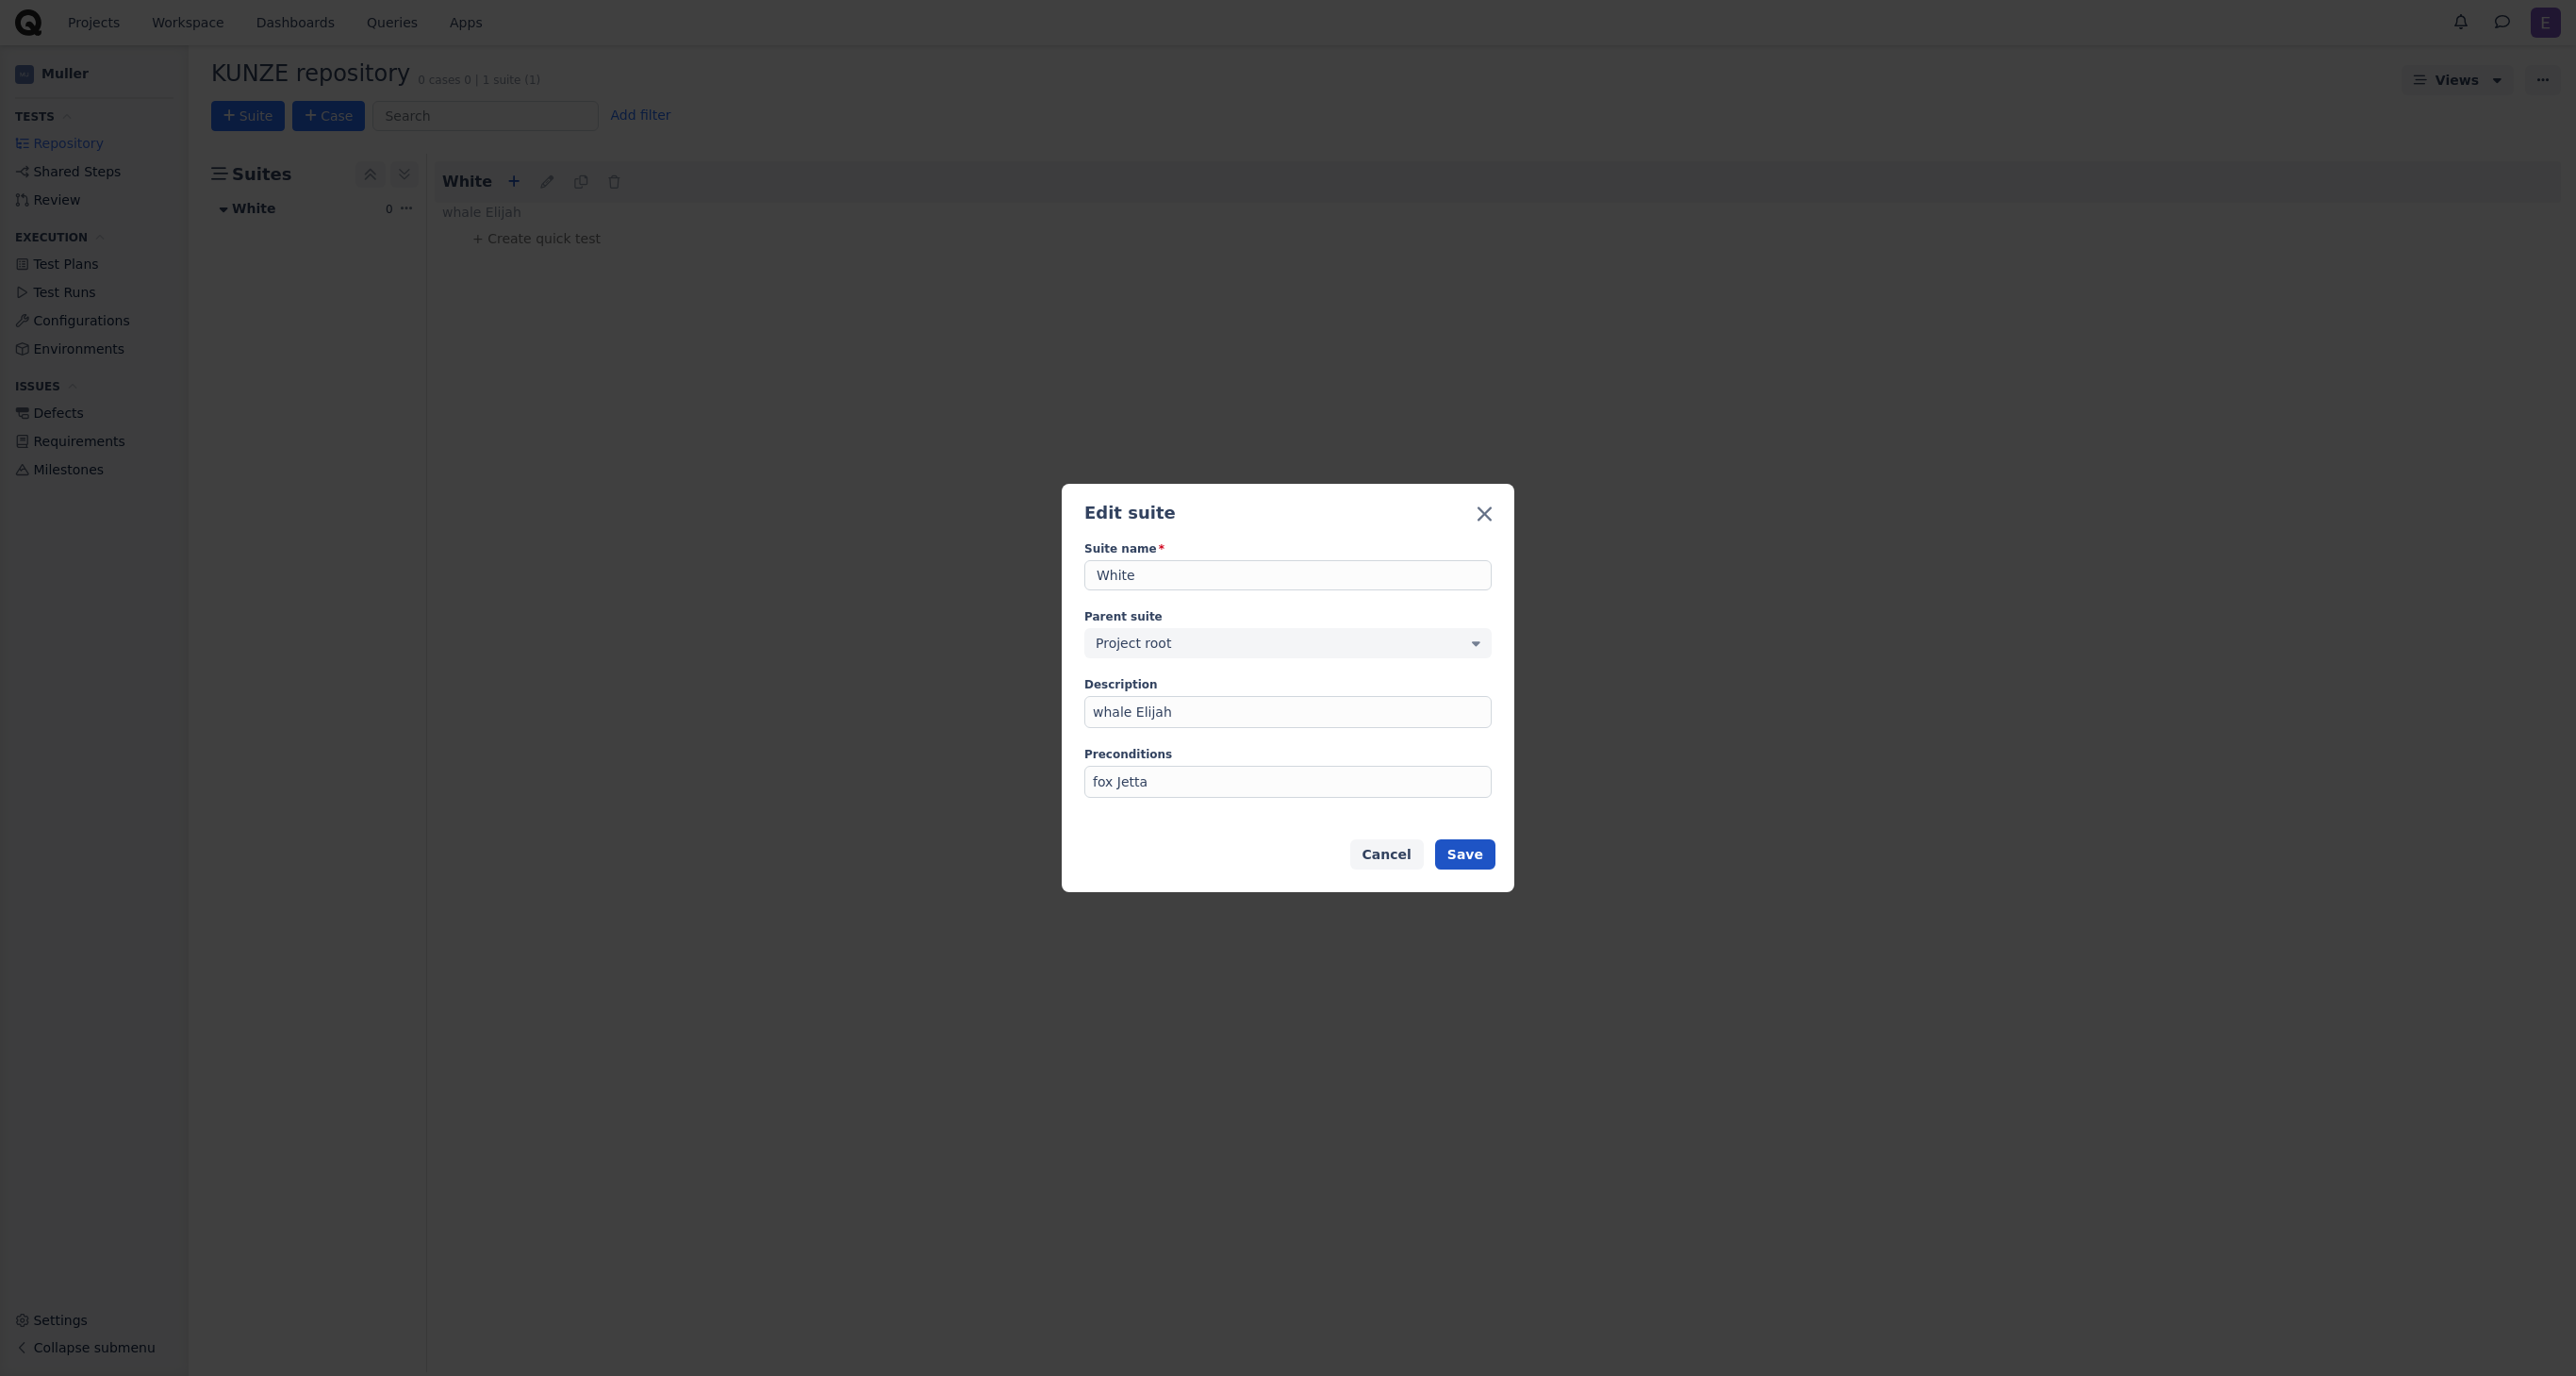 Projects Workspace Dashboards Queries Apps E
Muller
TESTS
Repository
Shared Steps
Review
EXECUTION
Test Plans
Test Runs
Configurations
Environments
ISSUES
Defects
Requirements
Milestones
Settings
Collapse submenu
KUNZE repository 0 cases 0 | 1 suite (1)
Views
+ Suite + Case Search Add filter
Suites
White 0
White
whale Elijah
+ Create quick test
Edit suite
Suite name*
White
Parent suite
Project root
Description
whale Elijah
Preconditions
fox Jetta
Cancel Save